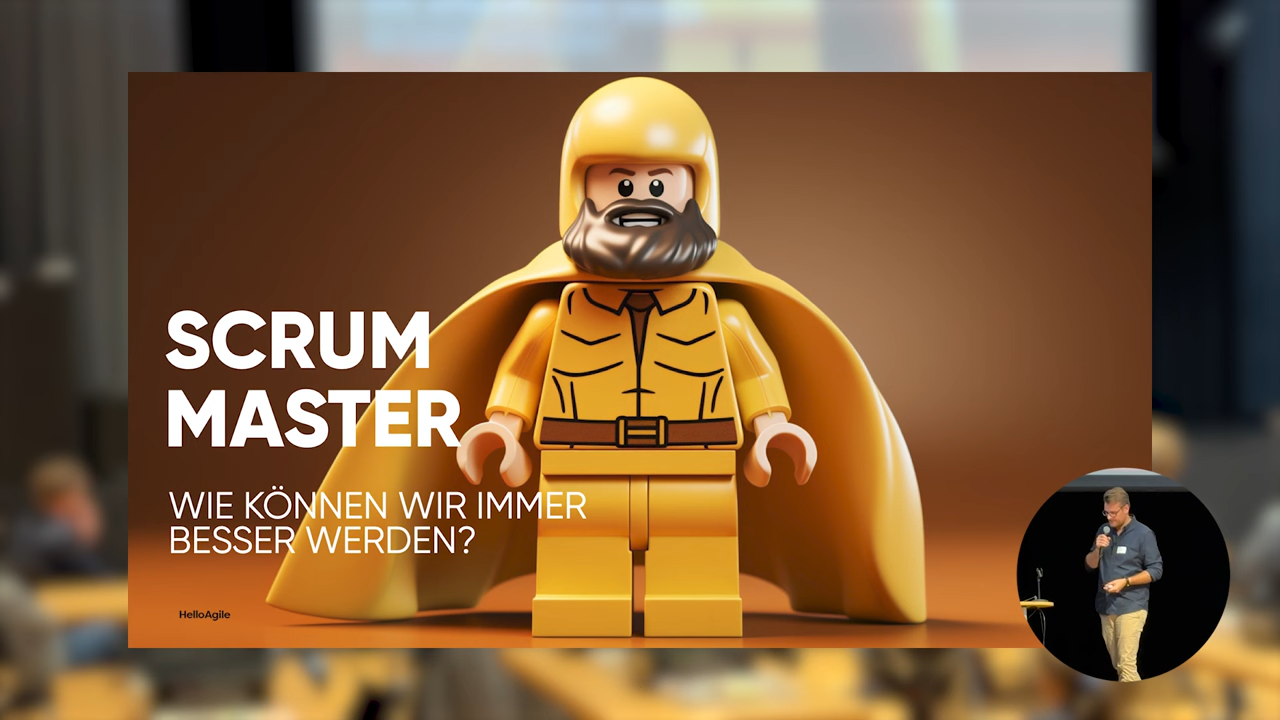 SCRUM
MASTER
WIE KÖNNEN WIR IMMER
BESSER WERDEN?
HelloAgile